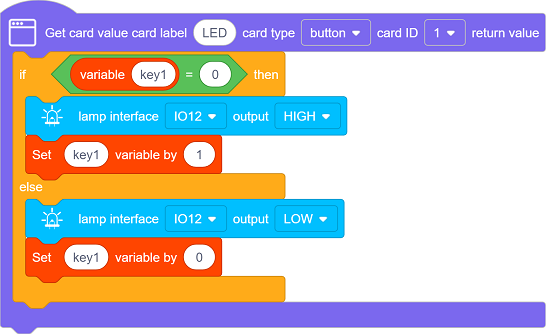 Get card value card label LED card type button card ID 1 return value
if variable key1 = 0 then
lamp interface IO12 output HIGH
Set key1 variable by 1
else
lamp interface IO12 output LOW
Set key1 variable by 0